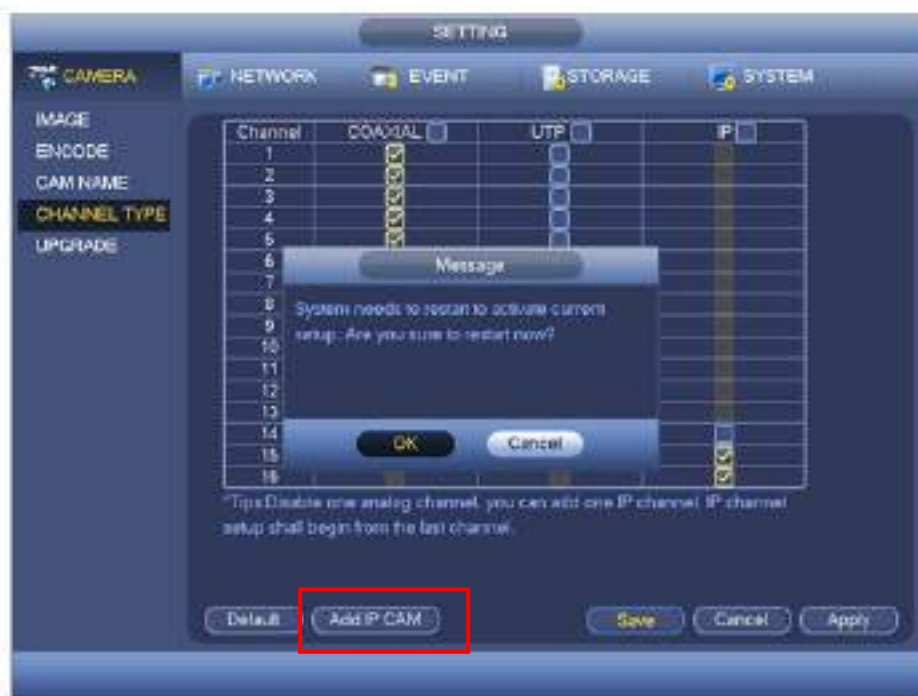 SETTING
CAMERA NETWORK EVENT STORAGE SYSTEM
IMAGE
ENCODE
CAM NAME
CHANNEL TYPE
UPGRADE
Channel COAXIAL UTP IP
1
2
3
4
5
6
7
8
9
10
11
12
13
14
15
16
Message
System needs to restart to activate current
setup. Are you sure to restart now?
OK Cancel
*Tips:Disable one analog channel, you can add one IP channel. IP channel
setup shall begin from the last channel.
Default Add IP CAM Save Cancel Apply